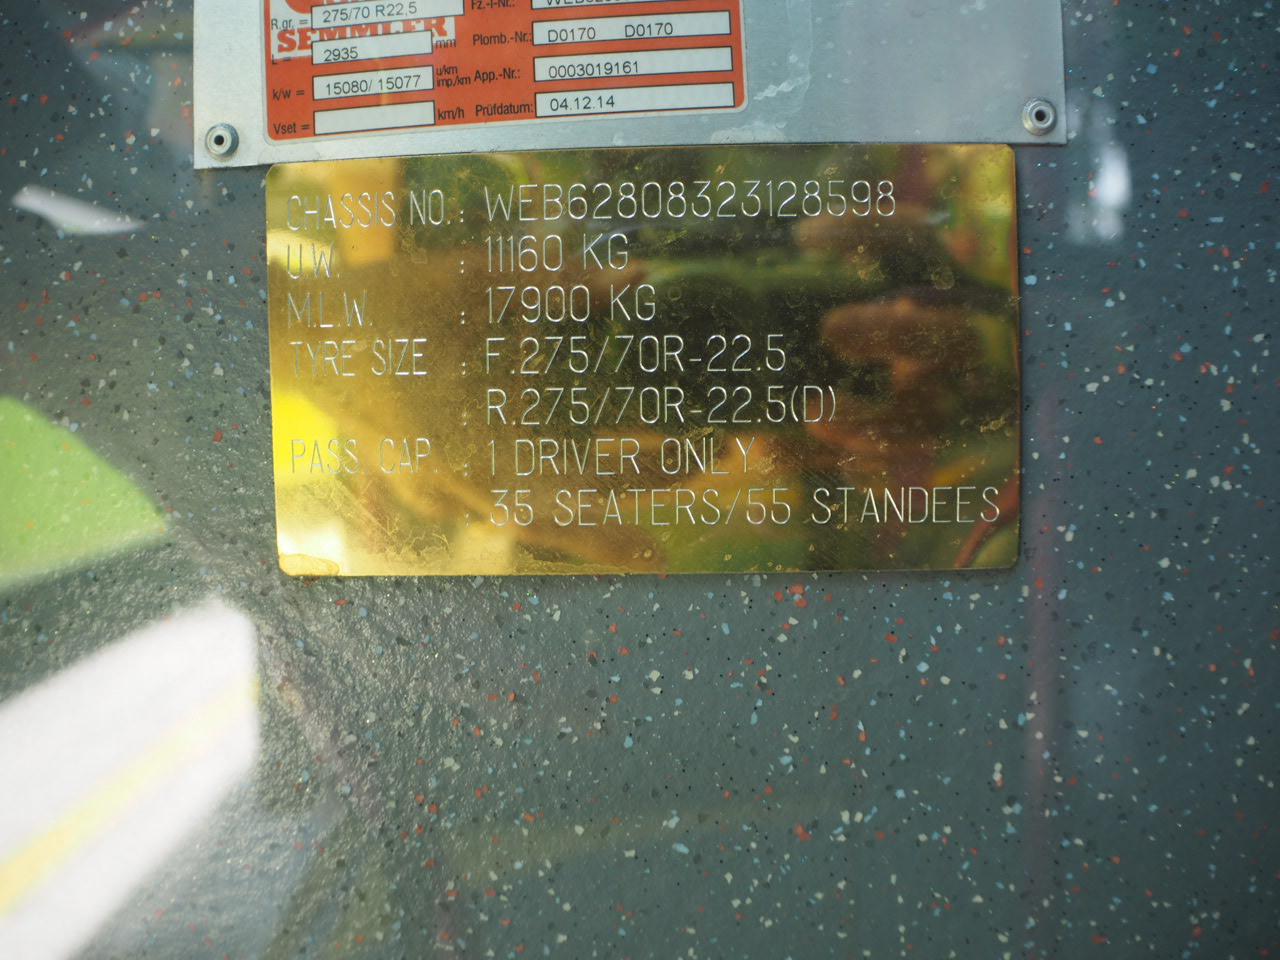 R.gr. = 275/70 R22,5 Fz.-I-Nr.:
SEMMLER
L = 2935 mm Plomb.-Nr.: D0170 D0170
k/w = 15080/ 15077 u/km imp./km App.-Nr.: 0003019161
Vset = km/h Prüfdatum: 04.12.14
CHASSIS NO. : WEB62808323128598
U.W. : 11160 KG
M.L.W. : 17900 KG
TYRE SIZE : F.275/70R-22.5
: R.275/70R-22.5(D)
PASS. CAP. : 1 DRIVER ONLY
: 35 SEATERS/55 STANDEES